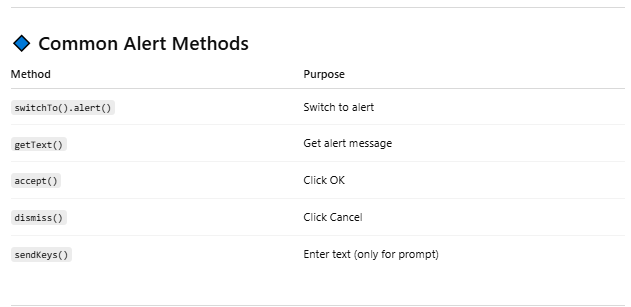 Common Alert Methods
Method Purpose
switchTo().alert() Switch to alert
getText() Get alert message
accept() Click OK
dismiss() Click Cancel
sendKeys() Enter text (only for prompt)